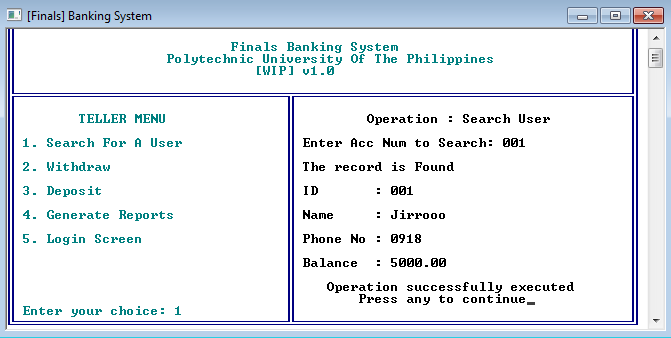 [Finals] Banking System
Finals Banking System
Polytechnic University Of The Philippines
[WIP] v1.0
TELLER MENU
1. Search For A User
2. Withdraw
3. Deposit
4. Generate Reports
5. Login Screen
Enter your choice: 1
Operation : Search User
Enter Acc Num to Search: 001
The record is Found
ID : 001
Name : Jirrooo
Phone No : 0918
Balance : 5000.00
Operation successfully executed
Press any to continue_